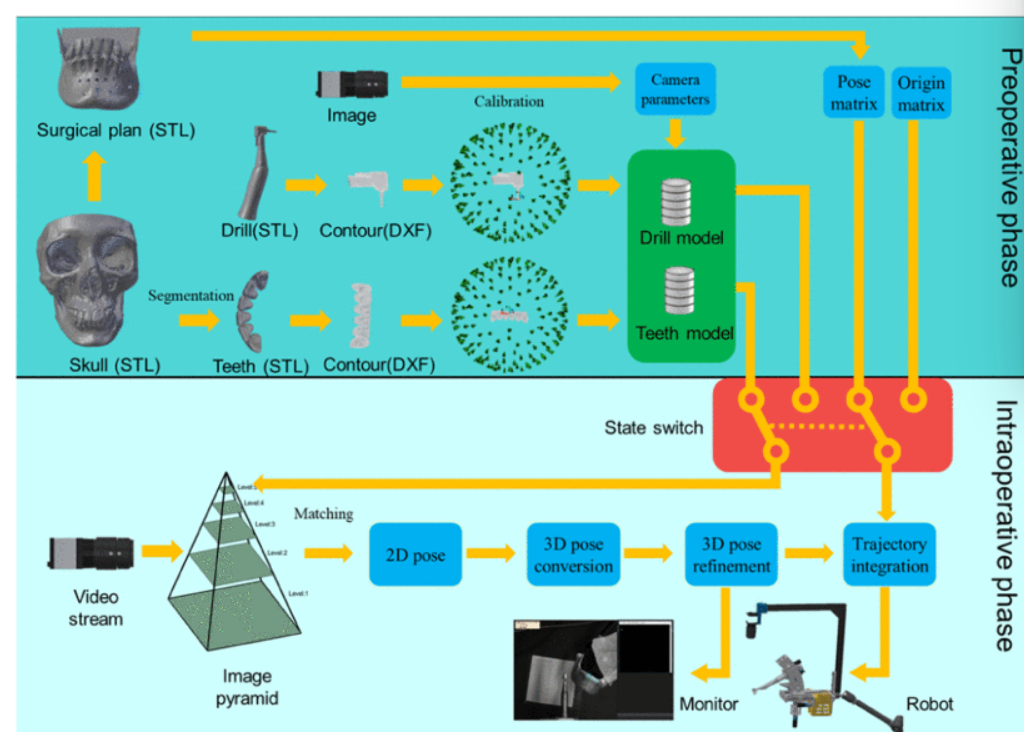 Preoperative phase
Surgical plan (STL)
Image
Calibration
Camera
parameters
Pose
matrix
Origin
matrix
Drill(STL)
Contour(DXF)
Drill model
Segmentation
Teeth model
Skull (STL)
Teeth (STL)
Contour(DXF)
Intraoperative phase
State switch
Level:4
Level:3
Level:2
Level:1
Matching
2D pose
3D pose
conversion
3D pose
refinement
Trajectory
integration
Video
stream
Image
pyramid
Monitor
Robot